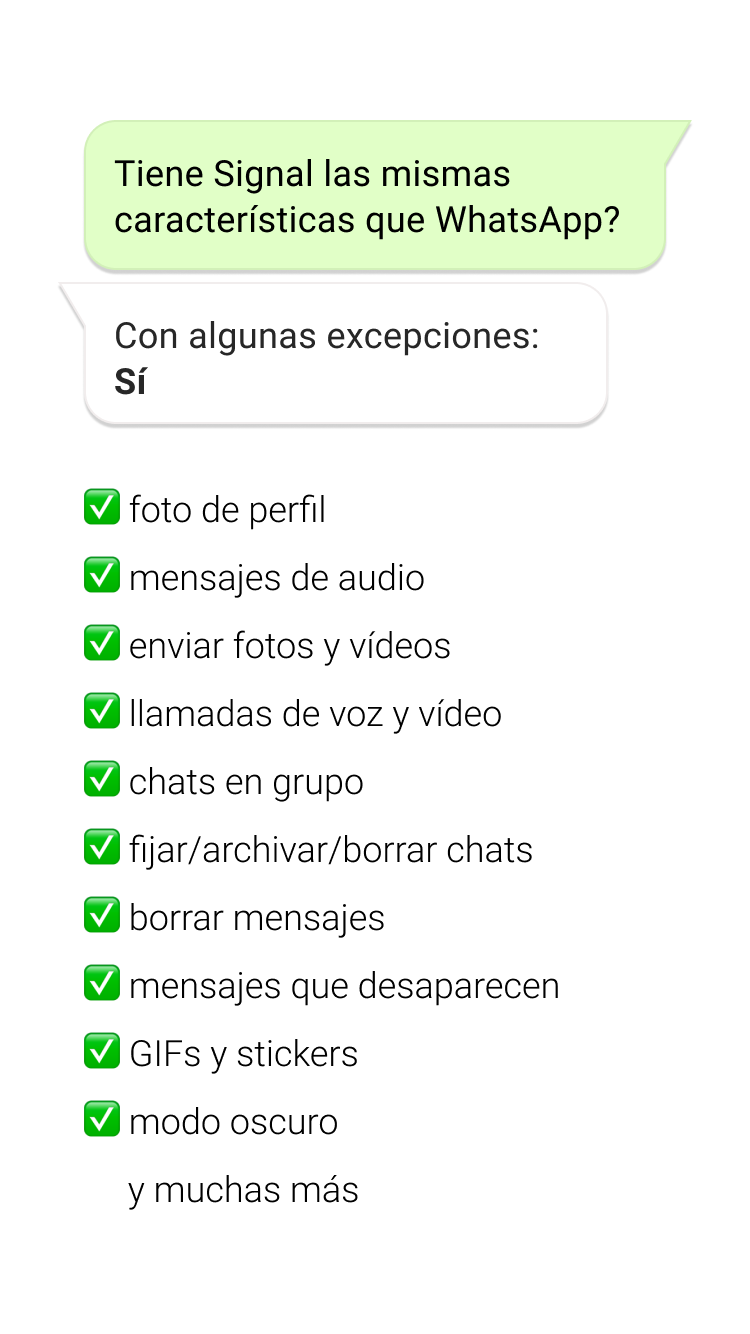 Tiene Signal las mismas
características que WhatsApp?
Con algunas excepciones:
Sí
✅ foto de perfil
✅ mensajes de audio
✅ enviar fotos y vídeos
✅ llamadas de voz y vídeo
✅ chats en grupo
✅ fijar/archivar/borrar chats
✅ borrar mensajes
✅ mensajes que desaparecen
✅ GIFs y stickers
✅ modo oscuro
y muchas más